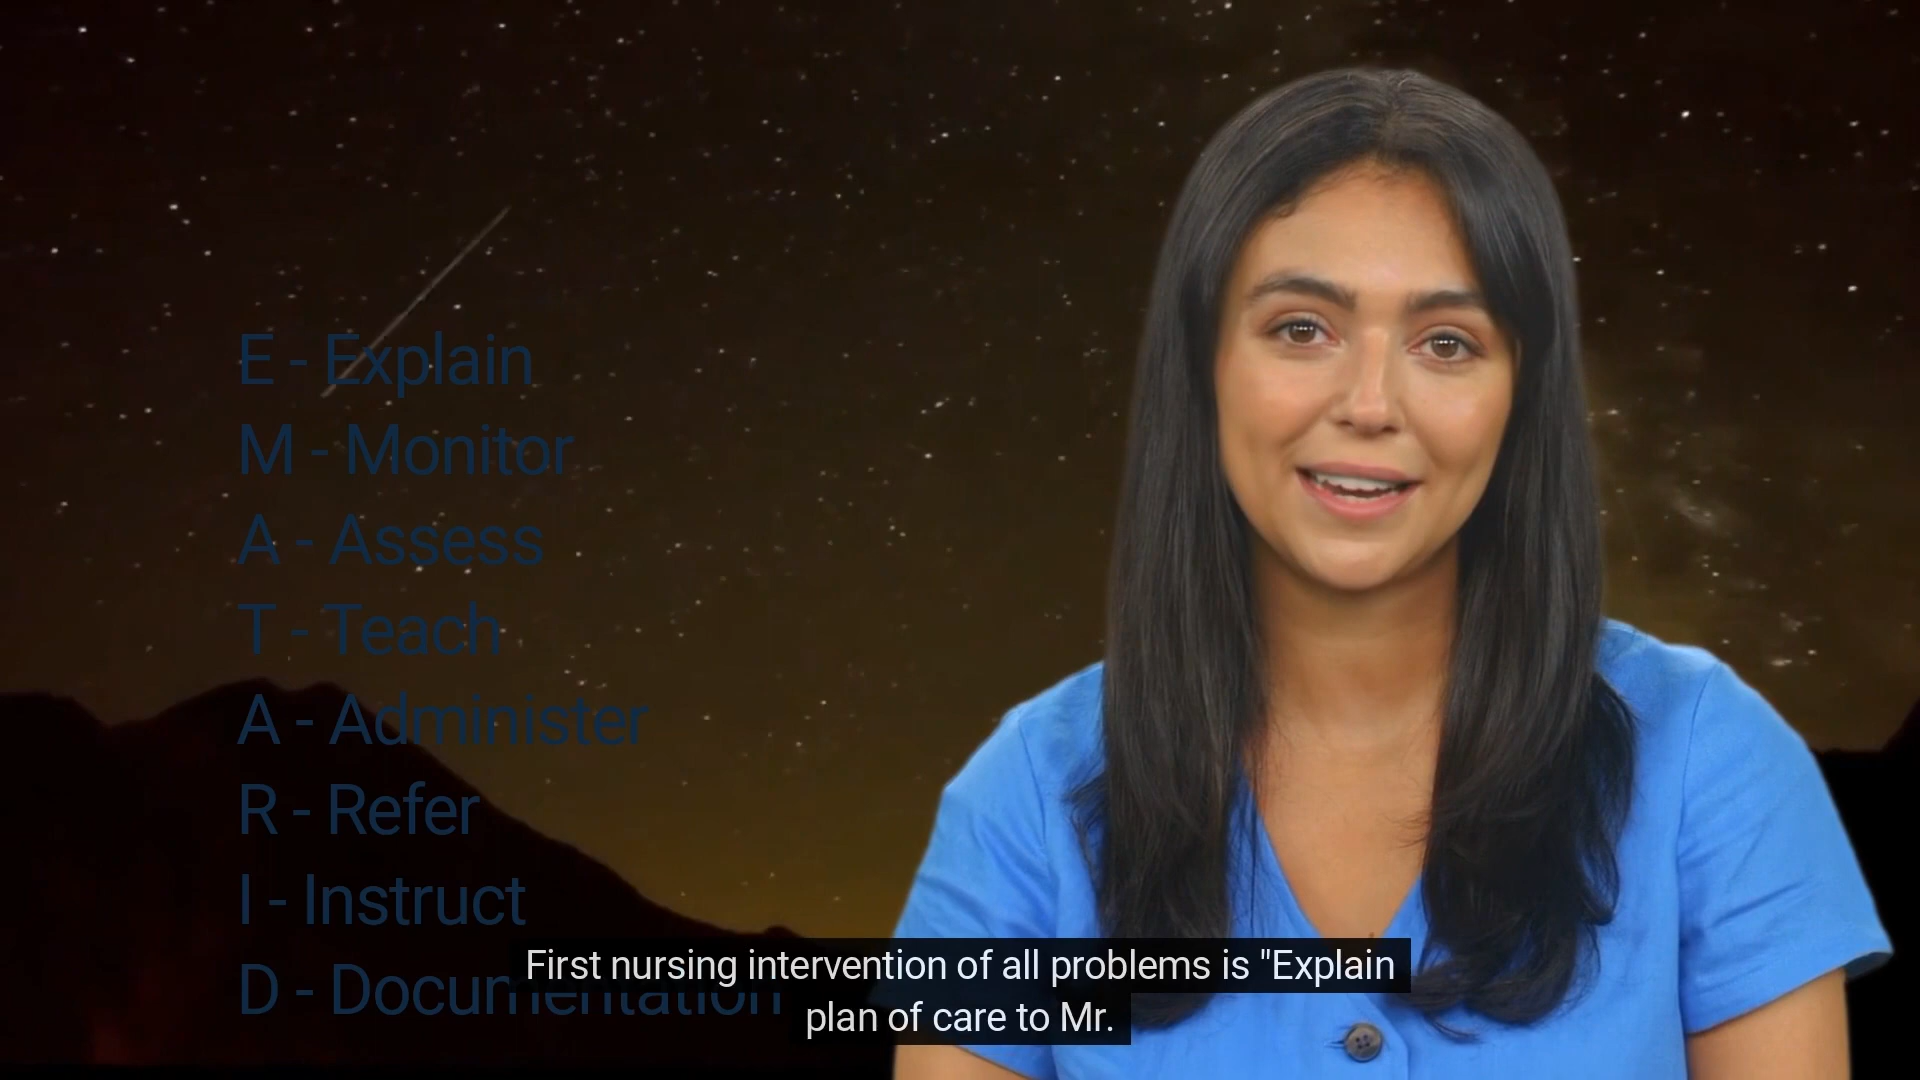 E - Explain
M - Monitor
A - Assess
T - Teach
A - Administer
R - Refer
I - Instruct
D - Documentation
First nursing intervention of all problems is "Explain
plan of care to Mr.